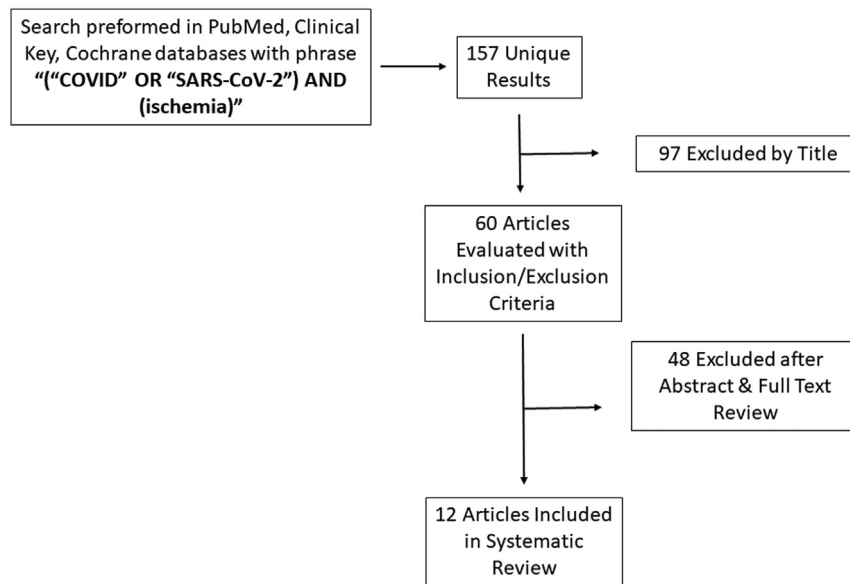 Search preformed in PubMed, Clinical
Key, Cochrane databases with phrase
“(“COVID” OR “SARS-CoV-2”) AND
(ischemia)”
157 Unique
Results
97 Excluded by Title
60 Articles
Evaluated with
Inclusion/Exclusion
Criteria
48 Excluded after
Abstract & Full Text
Review
12 Articles Included
in Systematic
Review